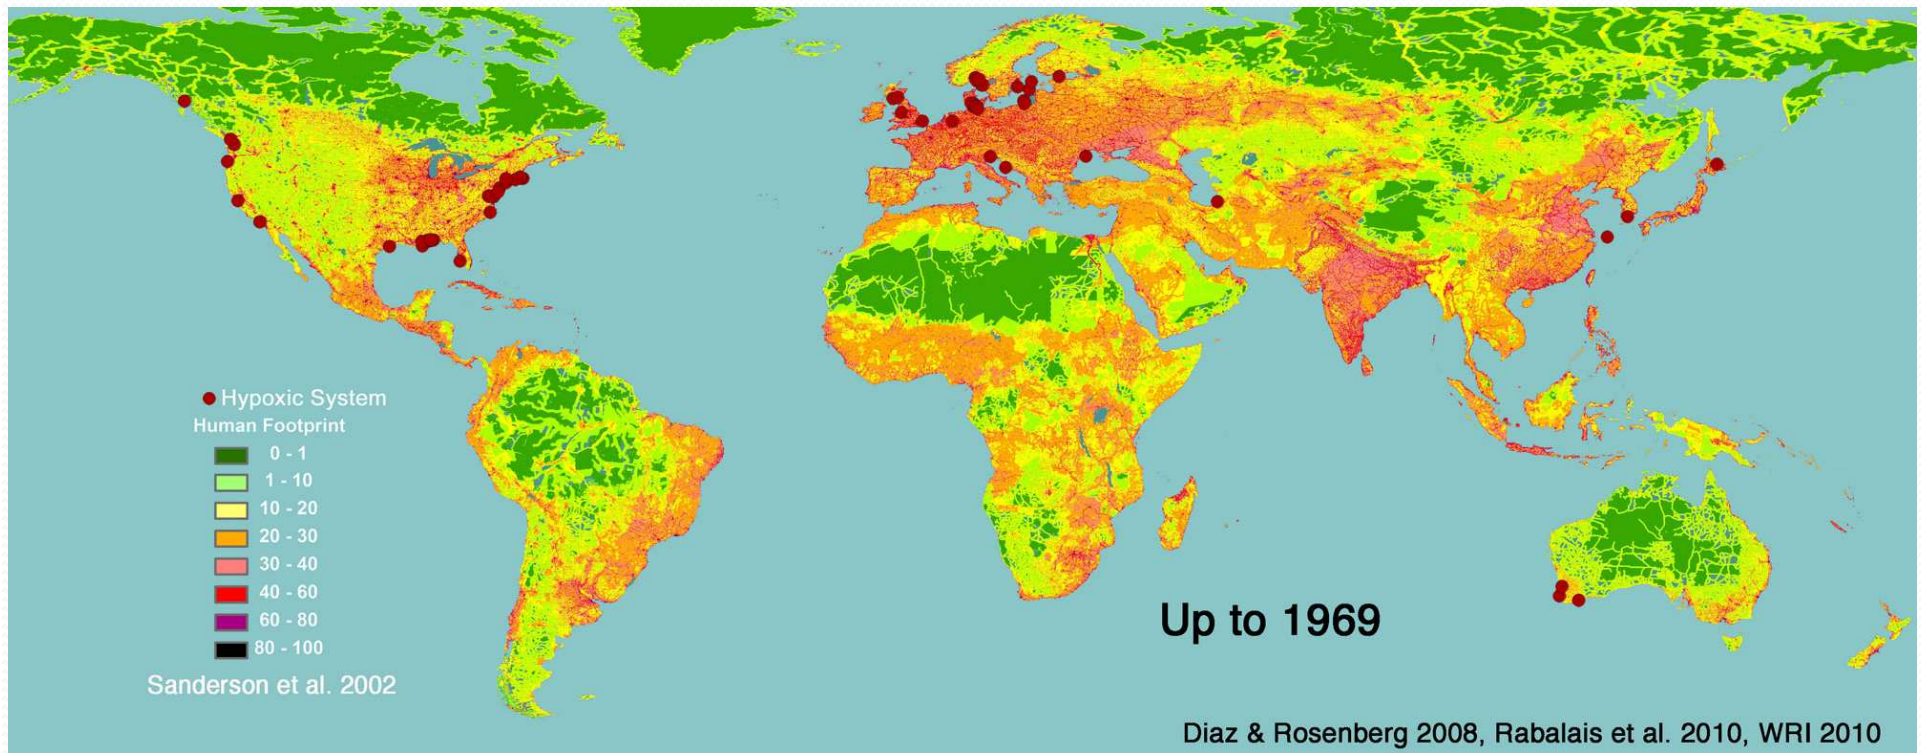 Hypoxic System
Human Footprint
0 - 1
1 - 10
10 - 20
20 - 30
30 - 40
40 - 60
60 - 80
80 - 100
Sanderson et al. 2002
Up to 1969
Diaz & Rosenberg 2008, Rabalais et al. 2010, WRI 2010